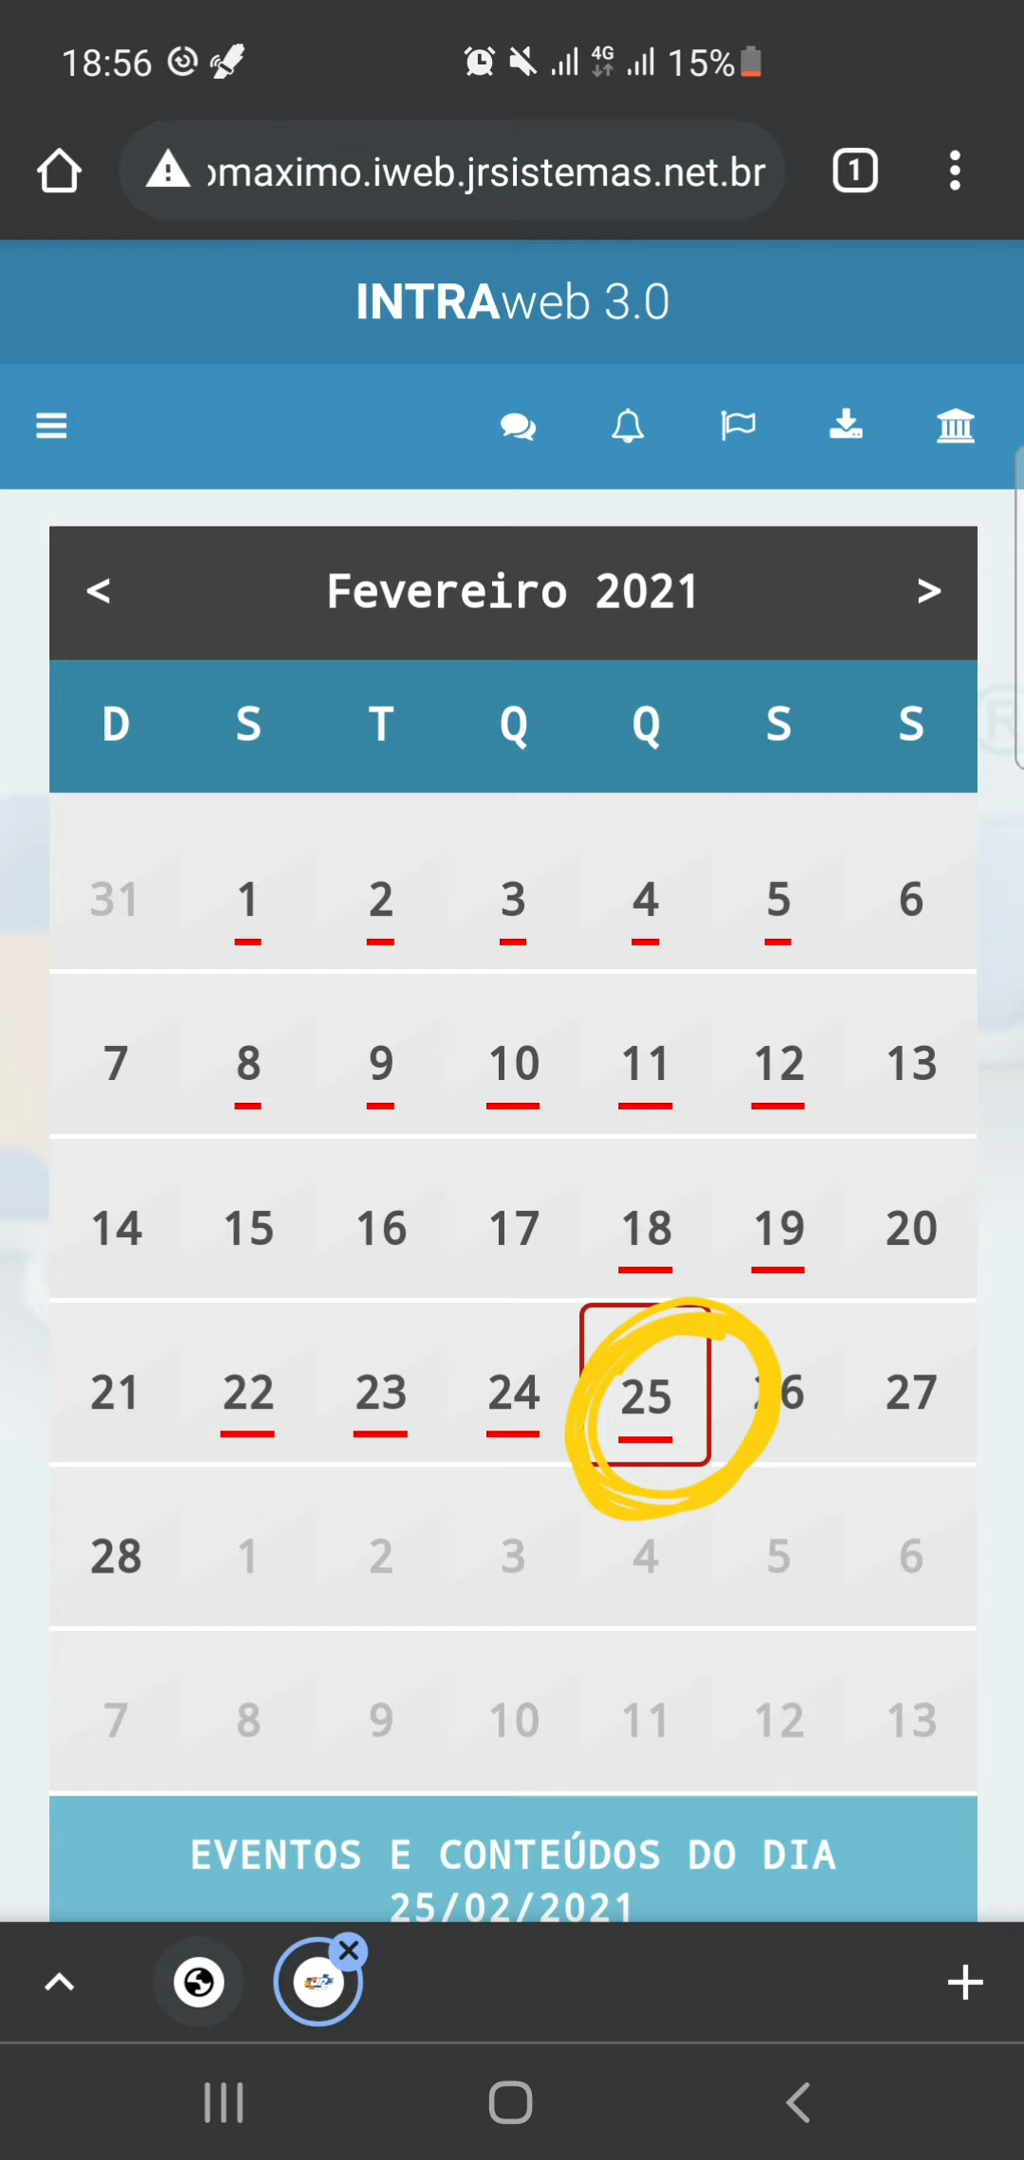 18:56 4G 15%
omaximo.iweb.jrsistemas.net.br 1
INTRAweb 3.0
< Fevereiro 2021 >
D S T Q Q S S
31 1 2 3 4 5 6
7 8 9 10 11 12 13
14 15 16 17 18 19 20
21 22 23 24 25 26 27
28 1 2 3 4 5 6
7 8 9 10 11 12 13
EVENTOS E CONTEÚDOS DO DIA
25/02/2021